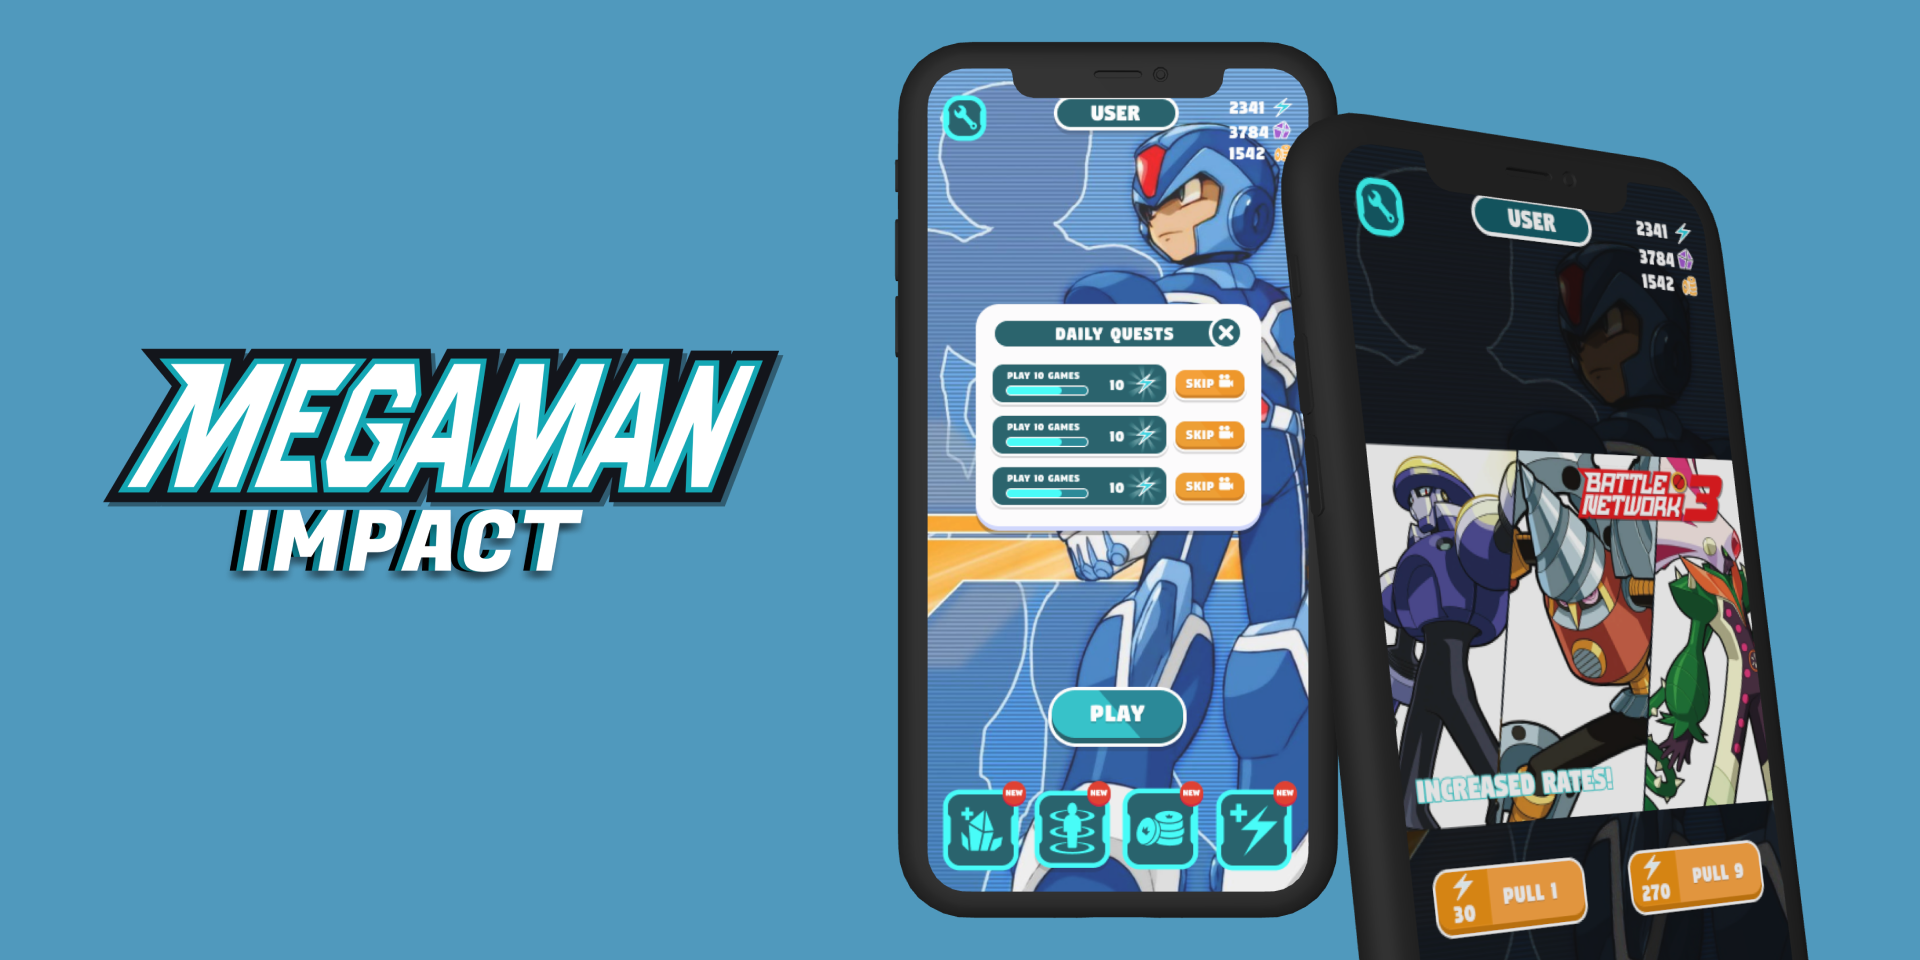 MEGAMAN
IMPACT
USER
2341
3784
1542
DAILY QUESTS
PLAY 10 GAMES
10
SKIP
PLAY 10 GAMES
10
SKIP
PLAY 10 GAMES
10
SKIP
PLAY
NEW
NEW
NEW
NEW
USER
2341
3784
1542
BATTLE
NETWORK 3
INCREASED RATES!
30
PULL 1
270
PULL 9